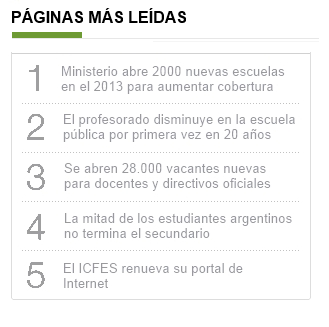 PÁGINAS MÁS LEÍDAS
1 Ministerio abre 2000 nuevas escuelas
en el 2013 para aumentar cobertura
2 El profesorado disminuye en la escuela
pública por primera vez en 20 años
3 Se abren 28.000 vacantes nuevas
para docentes y directivos oficiales
4 La mitad de los estudiantes argentinos
no termina el secundario
5 El ICFES renueva su portal de
Internet